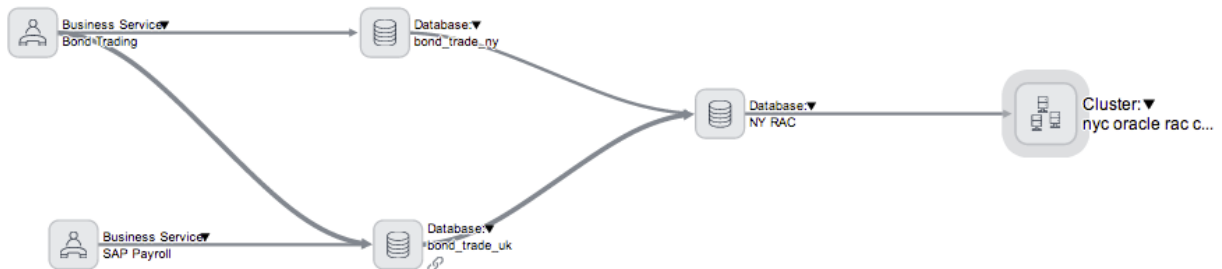 Business Service
Bond Trading
Database:
bond_trade_ny
Database:
NY RAC
Cluster:
nyc oracle rac c...
Business Service
SAP Payroll
Database:
bond_trade_uk